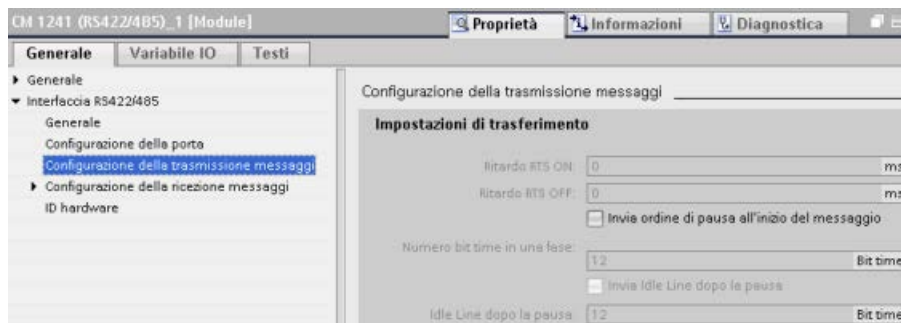 CM 1241 (RS422/485)_1 [Module]
Proprietà
Informazioni
Diagnostica
Generale
Variabile IO
Testi
Generale
Interfaccia RS422/485
Generale
Configurazione della porta
Configurazione della trasmissione messaggi
Configurazione della ricezione messaggi
ID hardware
Configurazione della trasmissione messaggi
Impostazioni di trasferimento
Ritardo RTS ON: 0 ms
Ritardo RTS OFF: 0 ms
Invia ordine di pausa all'inizio del messaggio
Numero bit time in una fase:
12 Bit time
Invia Idle Line dopo la pausa
Idle Line dopo la pausa: 12 Bit time